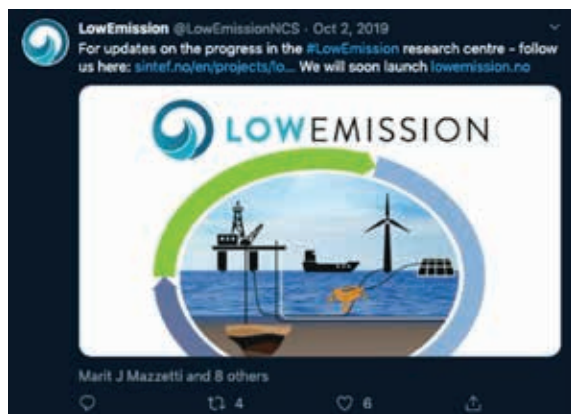 LowEmission @LowEmissionNCS · Oct 2, 2019
For updates on the progress in the #LowEmission research centre - follow
us here: sintef.no/en/projects/lo... We will soon launch lowemission.no
LOWEMISSION
Marit J Mazzetti and 8 others
4 6